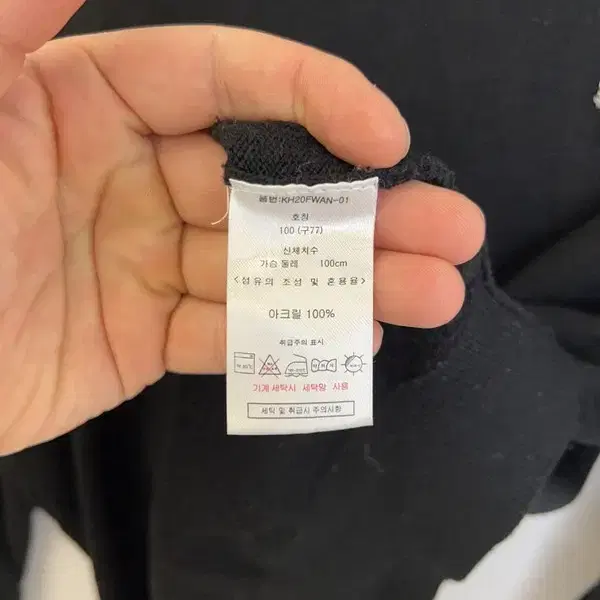 품번:KH20FWAN-01
호칭
100 (구77)
신체치수
가슴 둘레 100cm
<섬유의 조성 및 혼용율>
아크릴 100%
취급주의 표시
기계 세탁시 세탁망 사용
세탁 및 취급시 주의사항